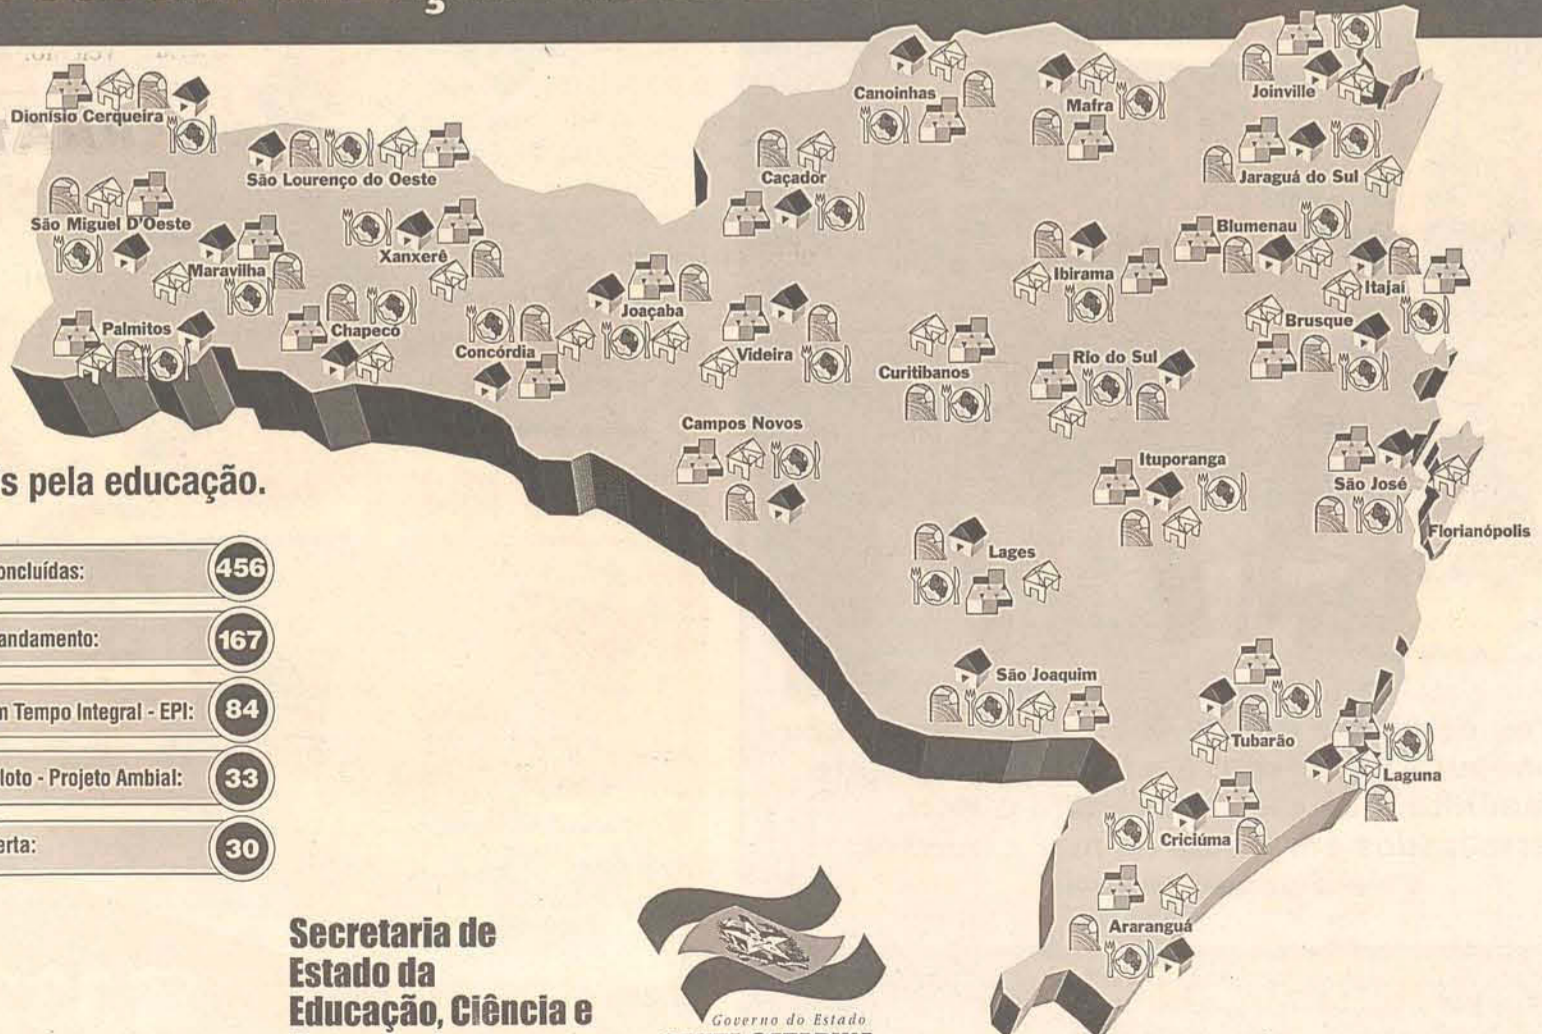 Dionísio Cerqueira
São Lourenço do Oeste
São Miguel D'Oeste
Maravilha
Xanxerê
Palmitos
Chapecó
Concórdia
Joaçaba
Caçador
Videira
Campos Novos
Canoinhas
Mafra
Joinville
Jaraguá do Sul
Blumenau
Ibirama
Itajaí
Brusque
Curitibanos
Rio do Sul
Ituporanga
São José
Florianópolis
Lages
São Joaquim
Tubarão
Laguna
Criciúma
Araranguá
s pela educação.
oncluídas: 456
andamento: 167
m Tempo Integral - EPI: 84
loto - Projeto Ambial: 33
erta: 30
Secretaria de
Estado da
Educação, Ciência e
Governo do Estado